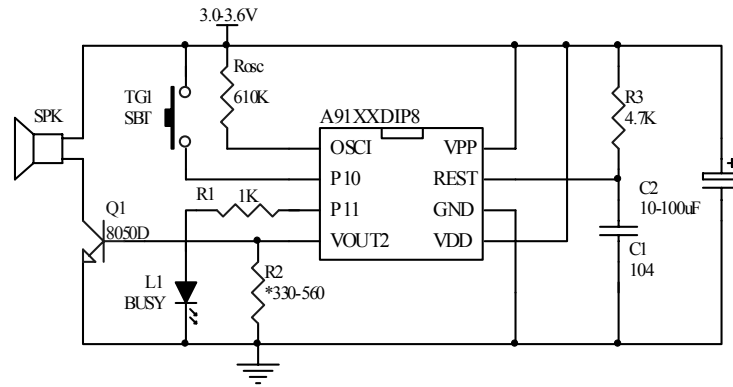 3.0-3.6V
Rosc
610K
TG1
SBT
SPK
A91XXDIP8
OSCI
VPP
P10
REST
P11
GND
VOUT2
VDD
R1
1K
R3
4.7K
C2
10-100uF
C1
104
Q1
8050D
L1
BUSY
R2
*330-560